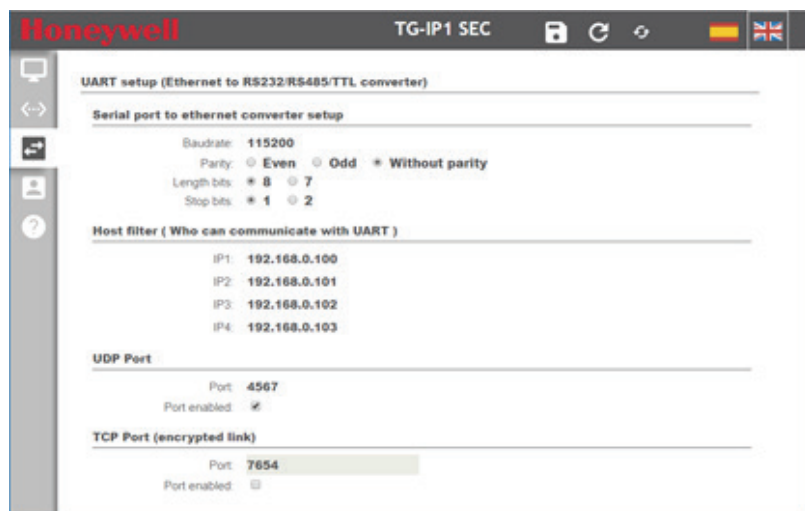 Honeywell
TG-IP1 SEC
UART setup (Ethernet to RS232/RS485/TTL converter)
Serial port to ethernet converter setup
Baudrate: 115200
Parity: Even Odd Without parity
Length bits: 8 7
Stop bits: 1 2
Host filter ( Who can communicate with UART )
IP1: 192.168.0.100
IP2: 192.168.0.101
IP3: 192.168.0.102
IP4: 192.168.0.103
UDP Port
Port: 4567
Port enabled:
TCP Port (encrypted link)
Port: 7654
Port enabled: